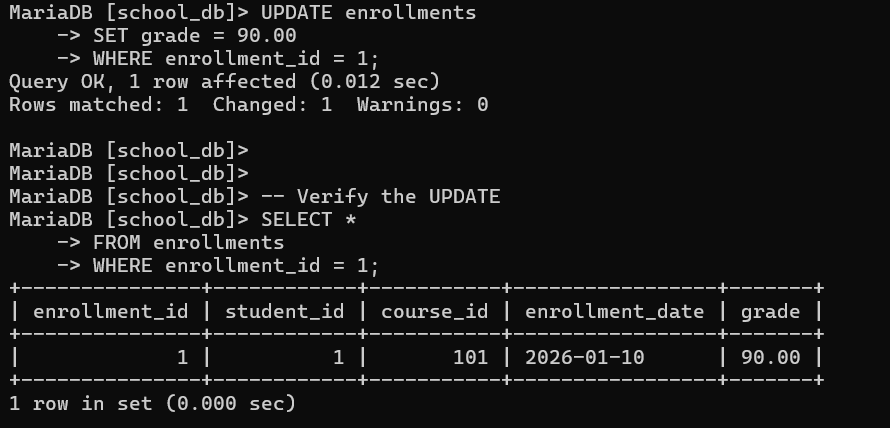 MariaDB [school_db]> UPDATE enrollments
    -> SET grade = 90.00
    -> WHERE enrollment_id = 1;
Query OK, 1 row affected (0.012 sec)
Rows matched: 1  Changed: 1  Warnings: 0

MariaDB [school_db]>
MariaDB [school_db]>
MariaDB [school_db]> -- Verify the UPDATE
MariaDB [school_db]> SELECT *
    -> FROM enrollments
    -> WHERE enrollment_id = 1;
+---------------+------------+-----------+-----------------+-------+
| enrollment_id | student_id | course_id | enrollment_date | grade |
+---------------+------------+-----------+-----------------+-------+
|             1 |          1 |       101 | 2026-01-10      | 90.00 |
+---------------+------------+-----------+-----------------+-------+
1 row in set (0.000 sec)